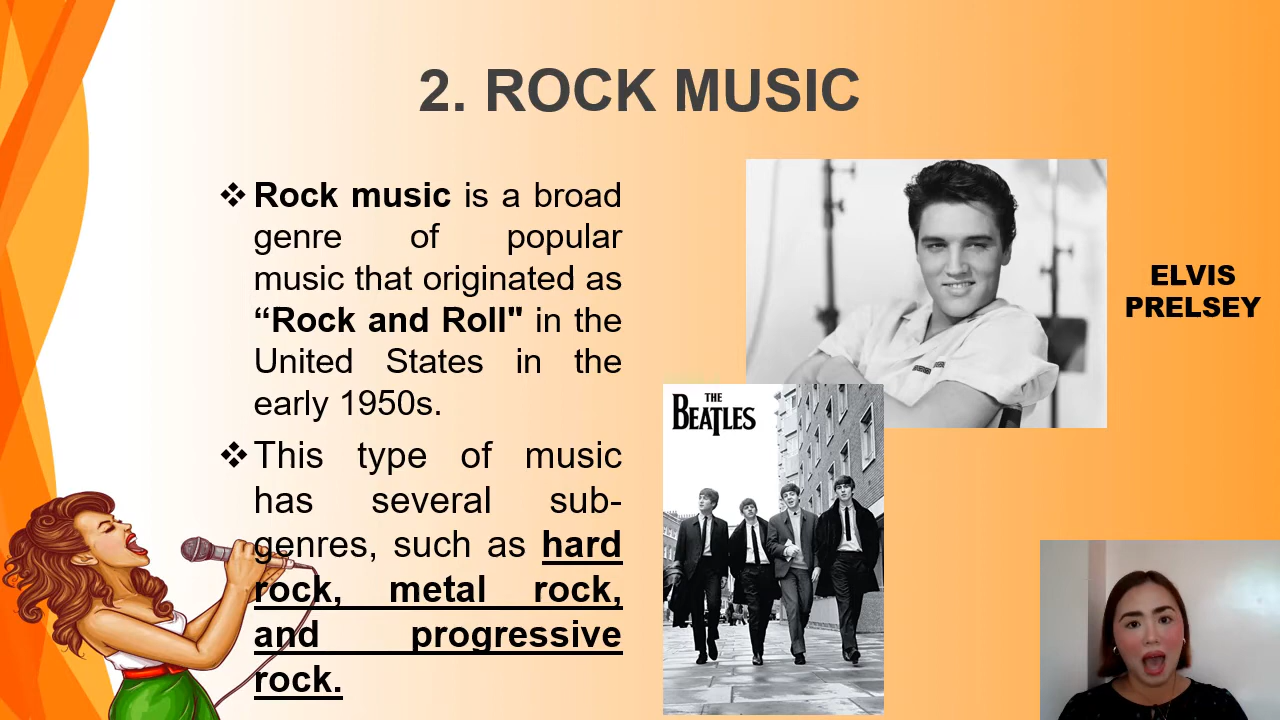 2. ROCK MUSIC
❖ Rock music is a broad
genre of popular
music that originated as
“Rock and Roll" in the
United States in the
early 1950s.
❖ This type of music
has several sub-
genres, such as hard
rock, metal rock,
and progressive
rock.
ELVIS
PRELSEY
THE
BEATLES